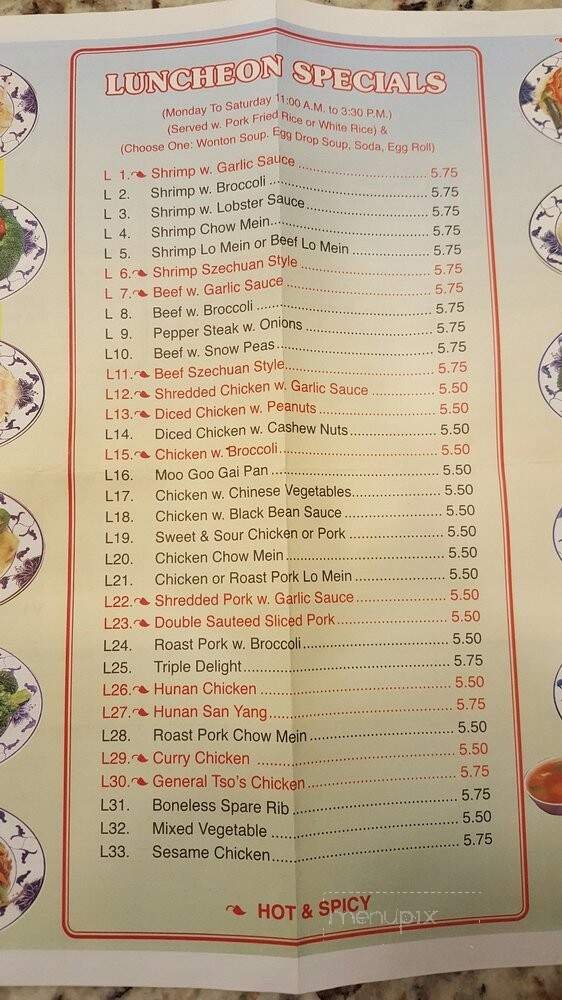 LUNCHEON SPECIALS
(Monday To Saturday 11:00 A.M. to 3:30 P.M.)
(Served w. Pork Fried Rice or White Rice) &
(Choose One: Wonton Soup. Egg Drop Soup, Soda, Egg Roll)
L 1. Shrimp w. Garlic Sauce 5.75
L 2. Shrimp w. Broccoli 5.75
L 3. Shrimp w. Lobster Sauce 5.75
L 4. Shrimp Chow Mein 5.75
L 5. Shrimp Lo Mein or Beef Lo Mein 5.75
L 6. Shrimp Szechuan Style 5.75
L 7. Beef w. Garlic Sauce 5.75
L 8. Beef w. Broccoli 5.75
L 9. Pepper Steak w. Onions 5.75
L10. Beef w. Snow Peas 5.75
L11. Beef Szechuan Style 5.75
L12. Shredded Chicken w. Garlic Sauce 5.50
L13. Diced Chicken w. Peanuts 5.50
L14. Diced Chicken w. Cashew Nuts 5.50
L15. Chicken w. Broccoli 5.50
L16. Moo Goo Gai Pan 5.50
L17. Chicken w. Chinese Vegetables 5.50
L18. Chicken w. Black Bean Sauce 5.50
L19. Sweet & Sour Chicken or Pork 5.50
L20. Chicken Chow Mein 5.50
L21. Chicken or Roast Pork Lo Mein 5.50
L22. Shredded Pork w. Garlic Sauce 5.50
L23. Double Sauteed Sliced Pork 5.50
L24. Roast Pork w. Broccoli 5.50
L25. Triple Delight 5.75
L26. Hunan Chicken 5.50
L27. Hunan San Yang 5.75
L28. Roast Pork Chow Mein 5.50
L29. Curry Chicken 5.50
L30. General Tso's Chicken 5.75
L31. Boneless Spare Rib 5.75
L32. Mixed Vegetable 5.50
L33. Sesame Chicken 5.75
HOT & SPICY
menupix